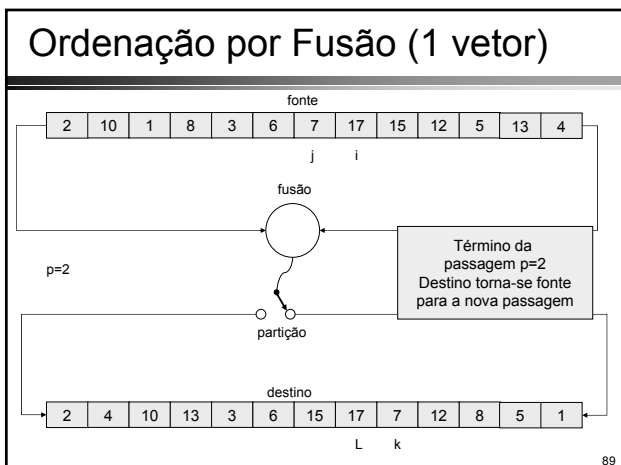 Ordenação por Fusão (1 vetor)
fonte
2 10 1 8 3 6 7 17 15 12 5 13 4
j i
fusão
p=2
Término da
passagem p=2
Destino torna-se fonte
para a nova passagem
partição
destino
2 4 10 13 3 6 15 17 7 12 8 5 1
L k
89